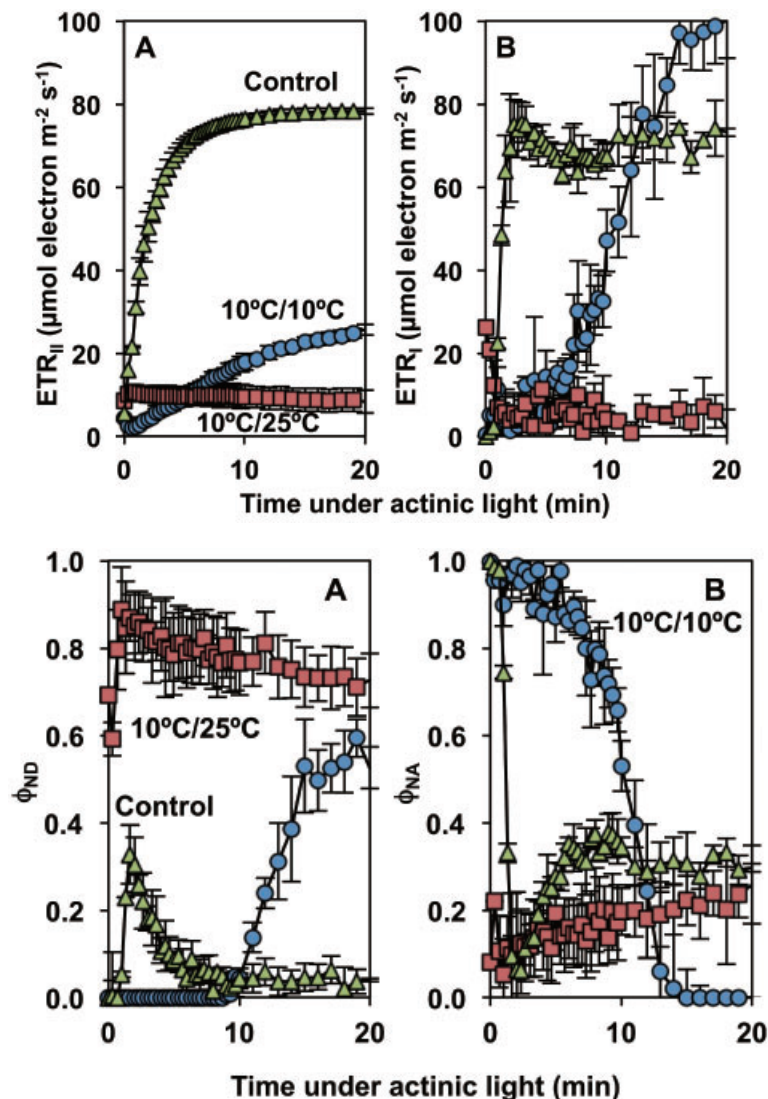 A
B
ETR_II (µmol electron m⁻² s⁻¹)
100
80
60
40
20
0
Control
10ºC/10ºC
10ºC/25ºC
0
10
20
ETR_I (µmol electron m⁻² s⁻¹)
100
80
60
40
20
0
0
10
20
Time under actinic light (min)
A
B
ϕ_ND
1.0
0.8
0.6
0.4
0.2
0.0
10ºC/25ºC
Control
0
10
20
ϕ_NA
1.0
0.8
0.6
0.4
0.2
0.0
10ºC/10ºC
0
10
20
Time under actinic light (min)